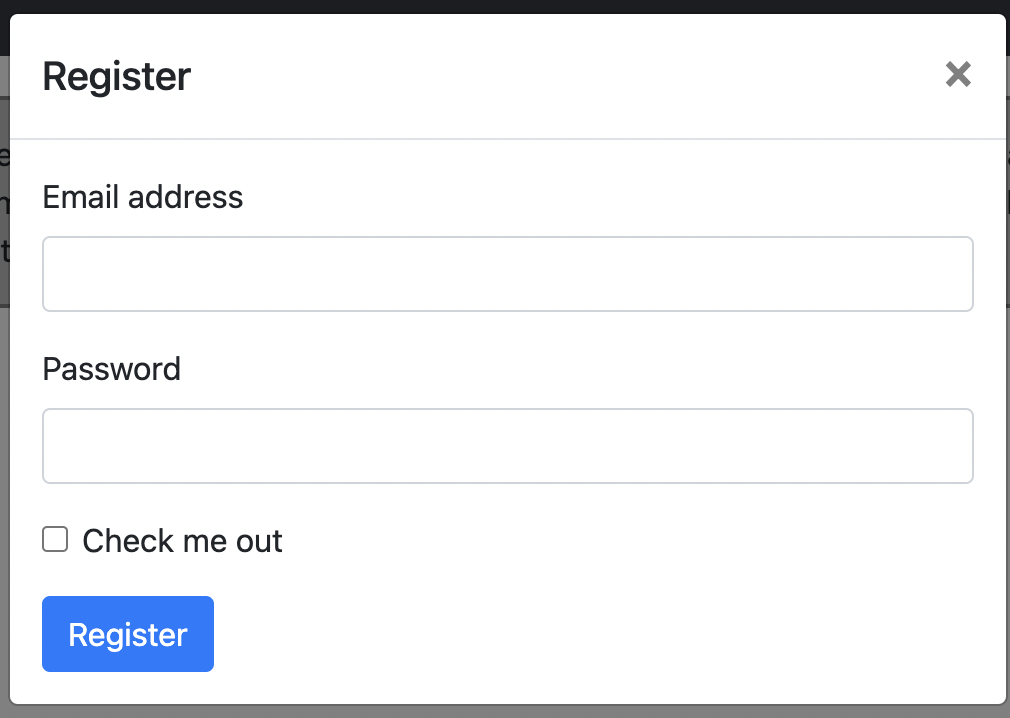 Register
Email address
Password
Check me out
Register